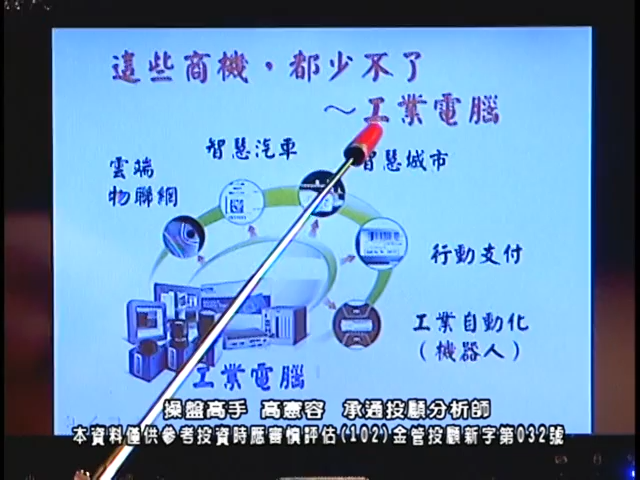 這些商機,都少不了
~工業電腦
智慧汽車
智慧城市
雲端
物聯網
行動支付
工業自動化
(機器人)
工業電腦
操盤高手 高憲容 承通投顧分析師
本資料僅供參考投資時應審慎評估(102)金管投顧新字第032號